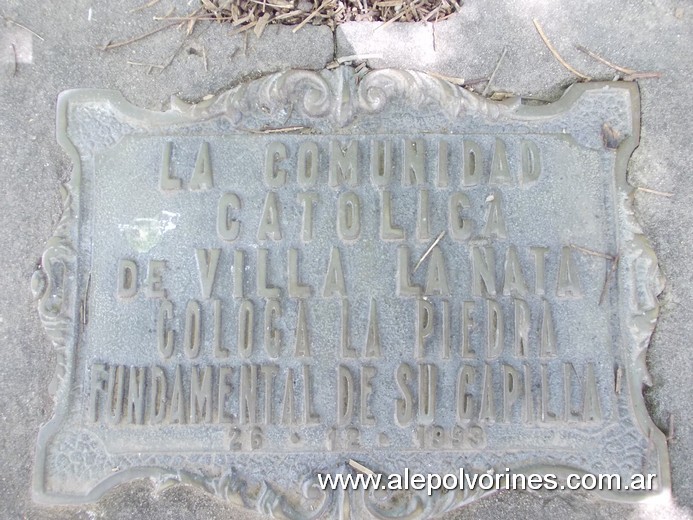 LA COMUNIDAD
CATOLICA
DE VILLA LA ÑATA
COLOCA LA PIEDRA
FUNDAMENTAL DE SU CAPILLA
26 • 12 • 1953
www.alepolvorines.com.ar